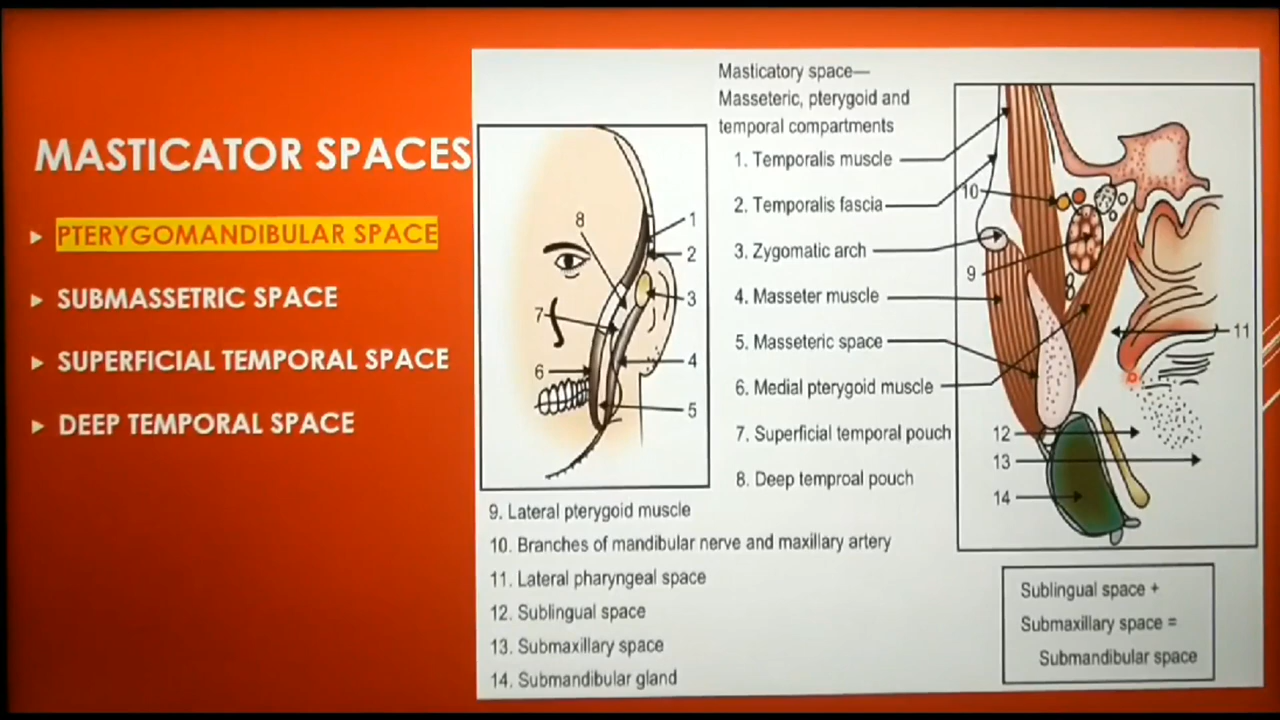 MASTICATOR SPACES
PTERYGOMANDIBULAR SPACE
SUBMASSETRIC SPACE
SUPERFICIAL TEMPORAL SPACE
DEEP TEMPORAL SPACE
8
1
2
3
7
4
6
5
Masticatory space—
Masseteric, pterygoid and
temporal compartments
1. Temporalis muscle
2. Temporalis fascia
3. Zygomatic arch
4. Masseter muscle
5. Masseteric space
6. Medial pterygoid muscle
7. Superficial temporal pouch
8. Deep temproal pouch
9. Lateral pterygoid muscle
10. Branches of mandibular nerve and maxillary artery
11. Lateral pharyngeal space
12. Sublingual space
13. Submaxillary space
14. Submandibular gland
10
9
11
12
13
14
Sublingual space +
Submaxillary space =
Submandibular space